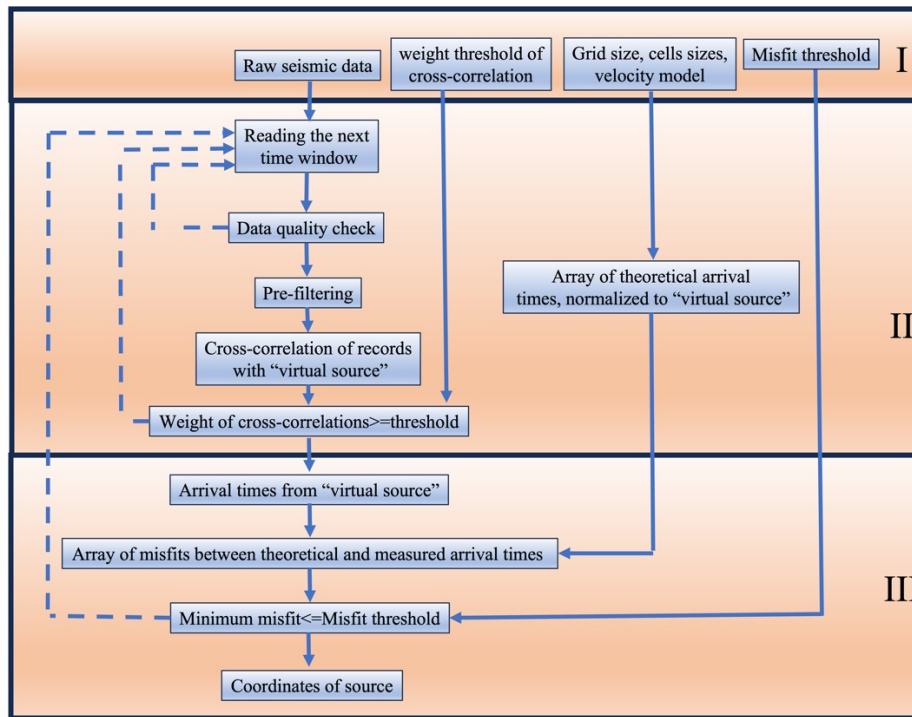 Raw seismic data
weight threshold of
cross-correlation
Grid size, cells sizes,
velocity model
Misfit threshold
I
Reading the next
time window
Data quality check
Pre-filtering
Array of theoretical arrival
times, normalized to “virtual source”
Cross-correlation of records
with “virtual source”
Weight of cross-correlations>=threshold
II
Arrival times from “virtual source”
Array of misfits between theoretical and measured arrival times
Minimum misfit<=Misfit threshold
Coordinates of source
III